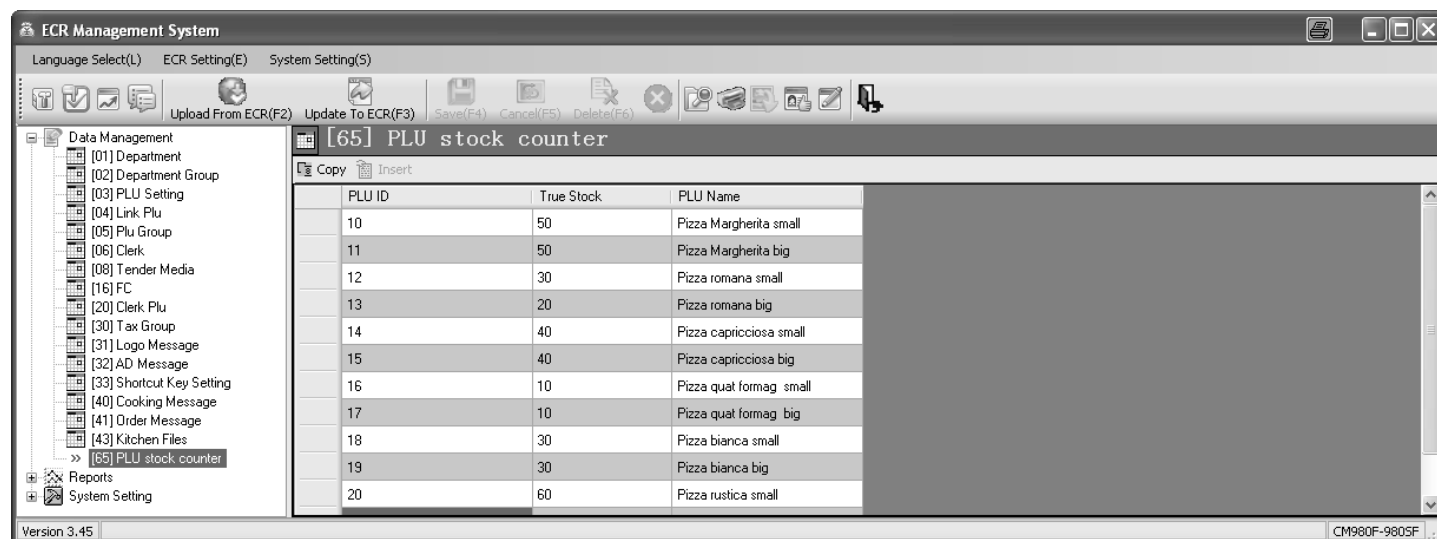 ECR Management System
Language Select(L) ECR Setting(E) System Setting(S)
Upload From ECR(F2) Update To ECR(F3) Save(F4) Cancel(F5) Delete(F6)
Data Management
[01] Department
[02] Department Group
[03] PLU Setting
[04] Link Plu
[05] Plu Group
[06] Clerk
[08] Tender Media
[16] FC
[20] Clerk Plu
[30] Tax Group
[31] Logo Message
[32] AD Message
[33] Shortcut Key Setting
[40] Cooking Message
[41] Order Message
[43] Kitchen Files
[65] PLU stock counter
Reports
System Setting
[65] PLU stock counter
Copy Insert
PLU ID True Stock PLU Name
10 50 Pizza Margherita small
11 50 Pizza Margherita big
12 30 Pizza romana small
13 20 Pizza romana big
14 40 Pizza capricciosa small
15 40 Pizza capricciosa big
16 10 Pizza quat formag small
17 10 Pizza quat formag big
18 30 Pizza bianca small
19 30 Pizza bianca big
20 60 Pizza rustica small
Version 3.45 CM980F-980SF